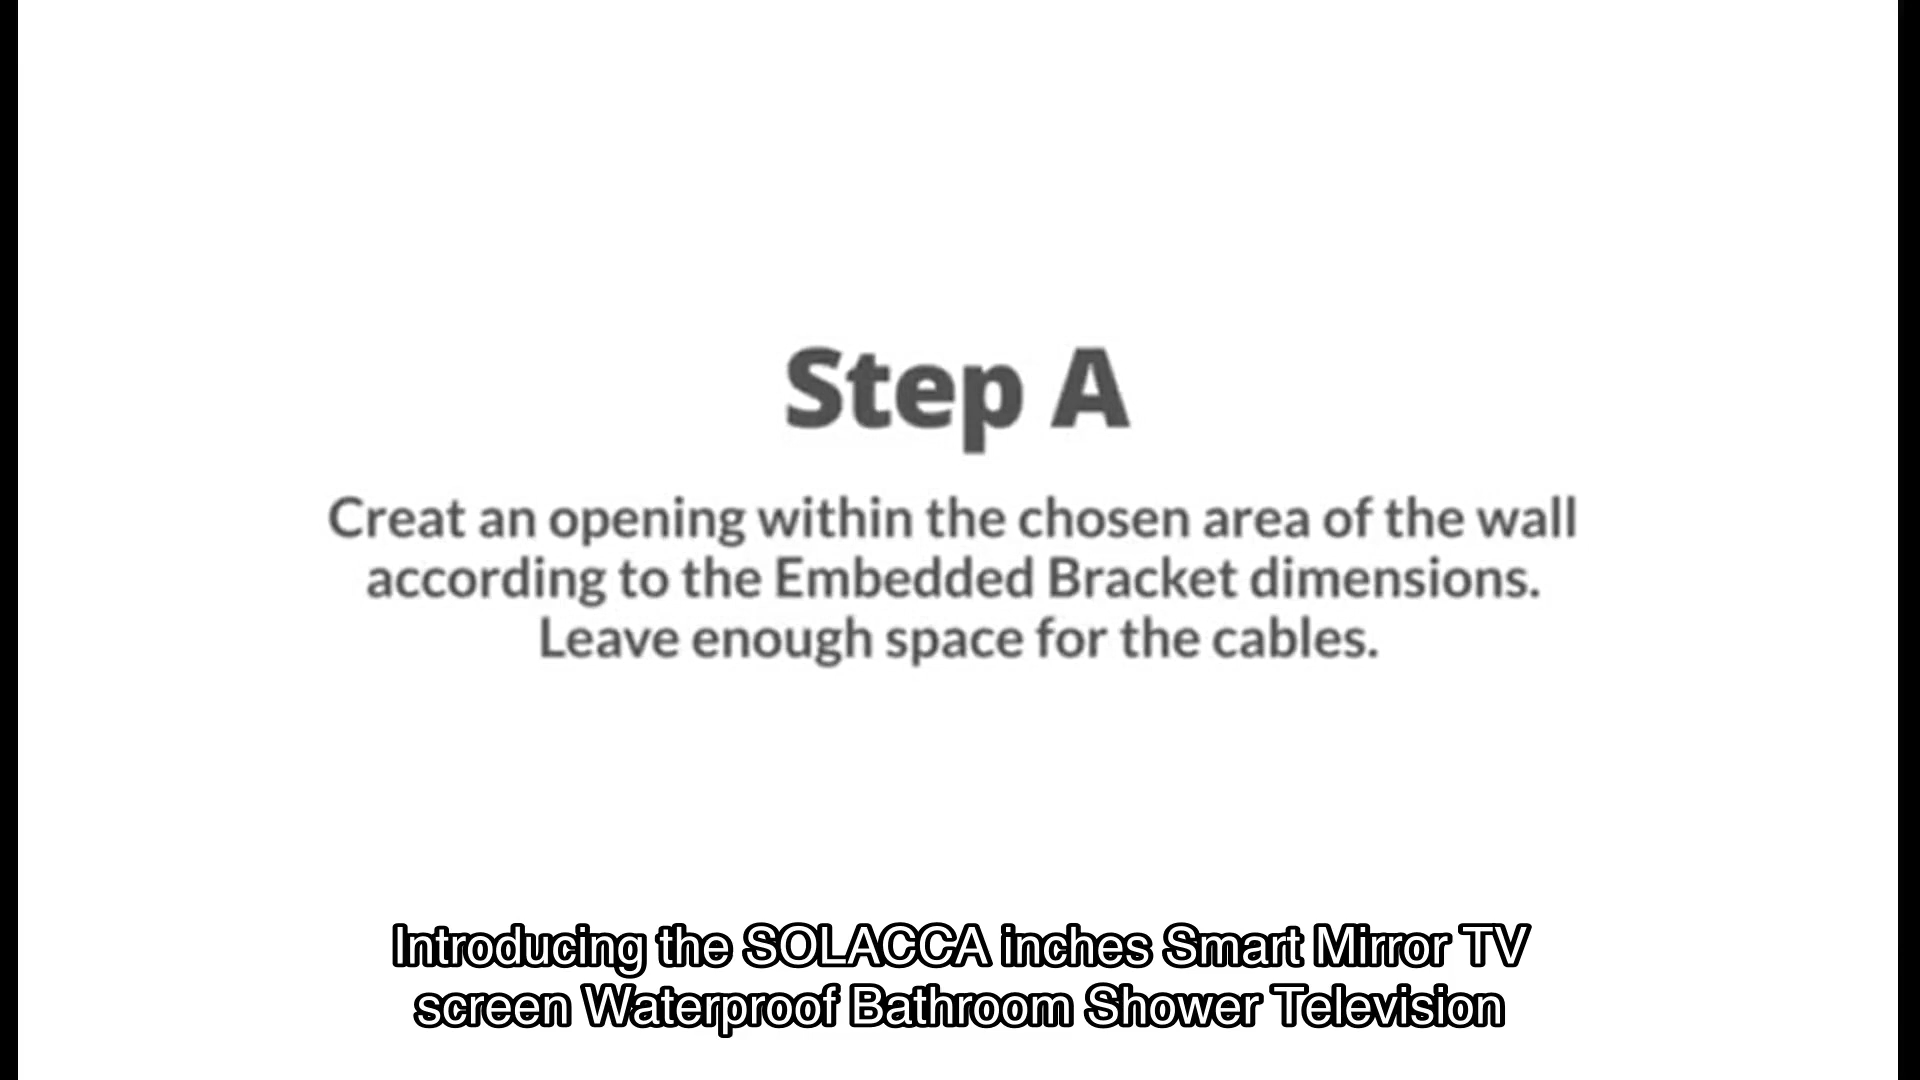 Step A
Creat an opening within the chosen area of the wall
according to the Embedded Bracket dimensions.
Leave enough space for the cables.
Introducing the SOLACCA inches Smart Mirror TV
screen Waterproof Bathroom Shower Television